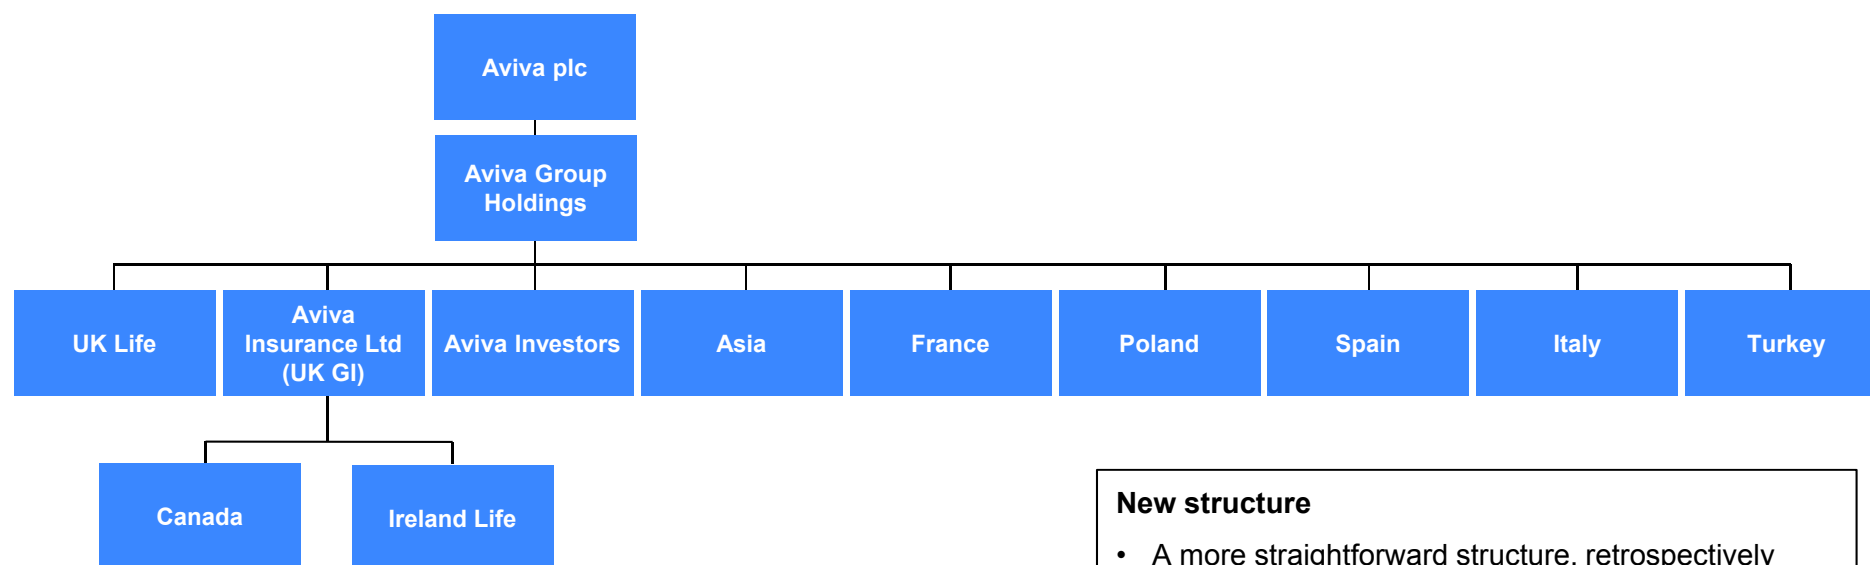 Aviva plc
Aviva Group
Holdings
UK Life
Aviva
Insurance Ltd
(UK GI)
Aviva Investors
Asia
France
Poland
Spain
Italy
Turkey
Canada
Ireland Life
New structure
• A more straightforward structure, retrospectively